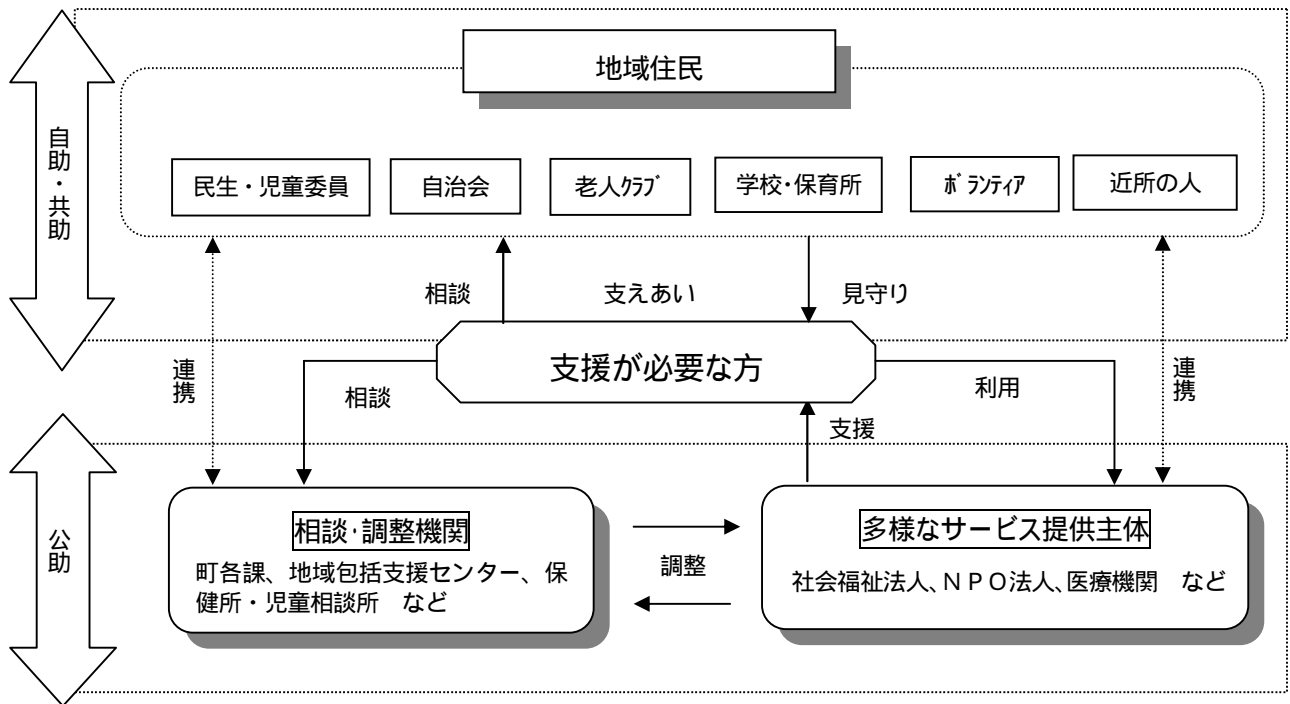 地域住民
自助・共助
民生・児童委員
自治会
老人ｸﾗﾌﾞ
学校・保育所
ﾎﾞﾗﾝﾃｨｱ
近所の人
相談
支えあい
見守り
連携
支援が必要な方
連携
相談
利用
支援
公助
相談・調整機関
町各課、地域包括支援センター、保
健所・児童相談所　など
調整
多様なサービス提供主体
社会福祉法人、ＮＰＯ法人、医療機関　など